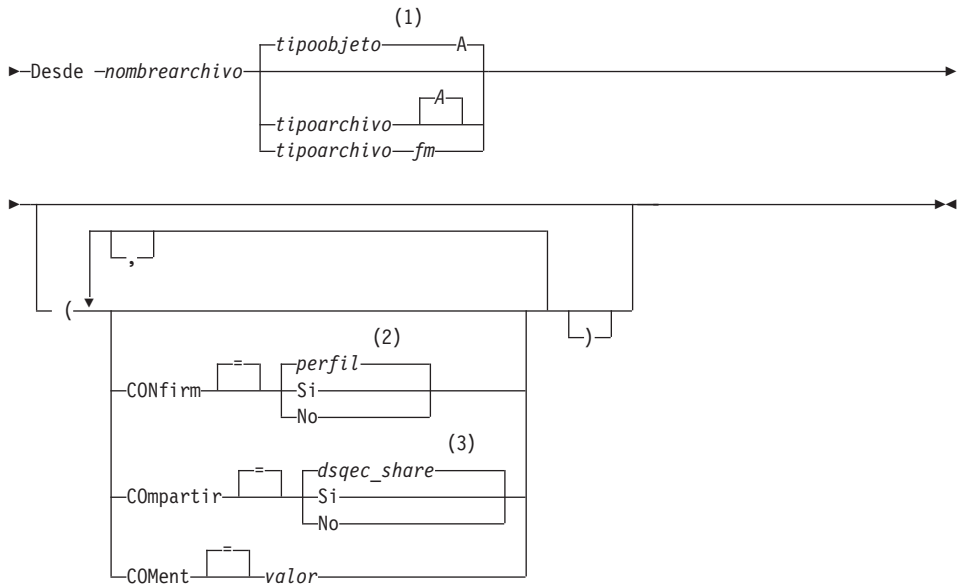 (1)
tipoobjeto A
Desde nombrearchivo
A
tipoarchivo
tipoarchivo fm
,
( )
(2)
= perfil
CONfirm Si
No
(3)
= dsqec_share
COmpartir Si
No
=
COMent valor